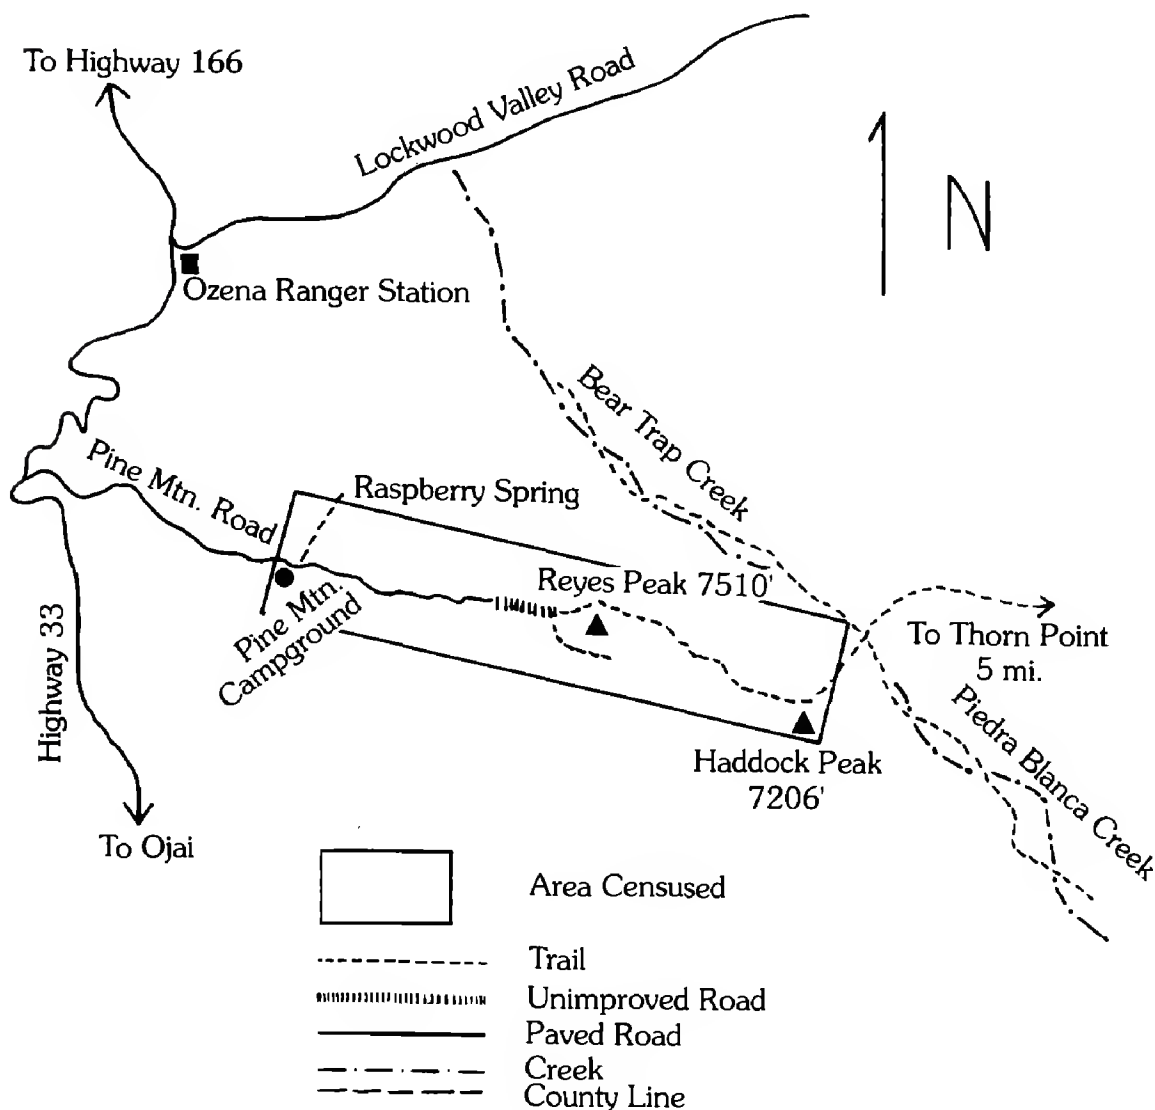 To Highway 166
Lockwood Valley Road
N
Ozena Ranger Station
Bear Trap Creek
Pine Mtn. Road
Raspberry Spring
Reyes Peak 7510'
Pine Mtn.
Campground
To Thorn Point
5 mi.
Highway 33
Piedra Blanca Creek
Haddock Peak
7206'
To Ojai
Area Censused
Trail
Unimproved Road
Paved Road
Creek
County Line